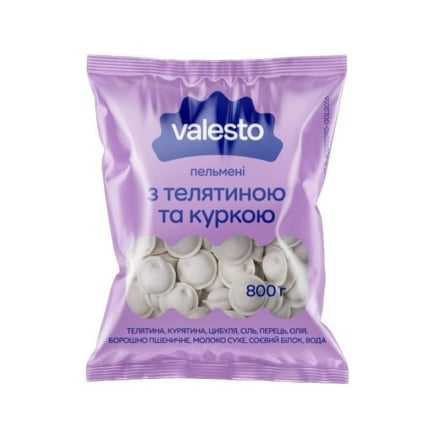 valesto
пельмені
з телятиною
та куркою
800 г
ТЕЛЯТИНА, КУРЯТИНА, ЦИБУЛЯ, СІЛЬ, ПЕРЕЦЬ, ОЛІЯ,
БОРОШНО ПШЕНИЧНЕ, МОЛОКО СУХЕ, СОЄВИЙ БІЛОК, ВОДА